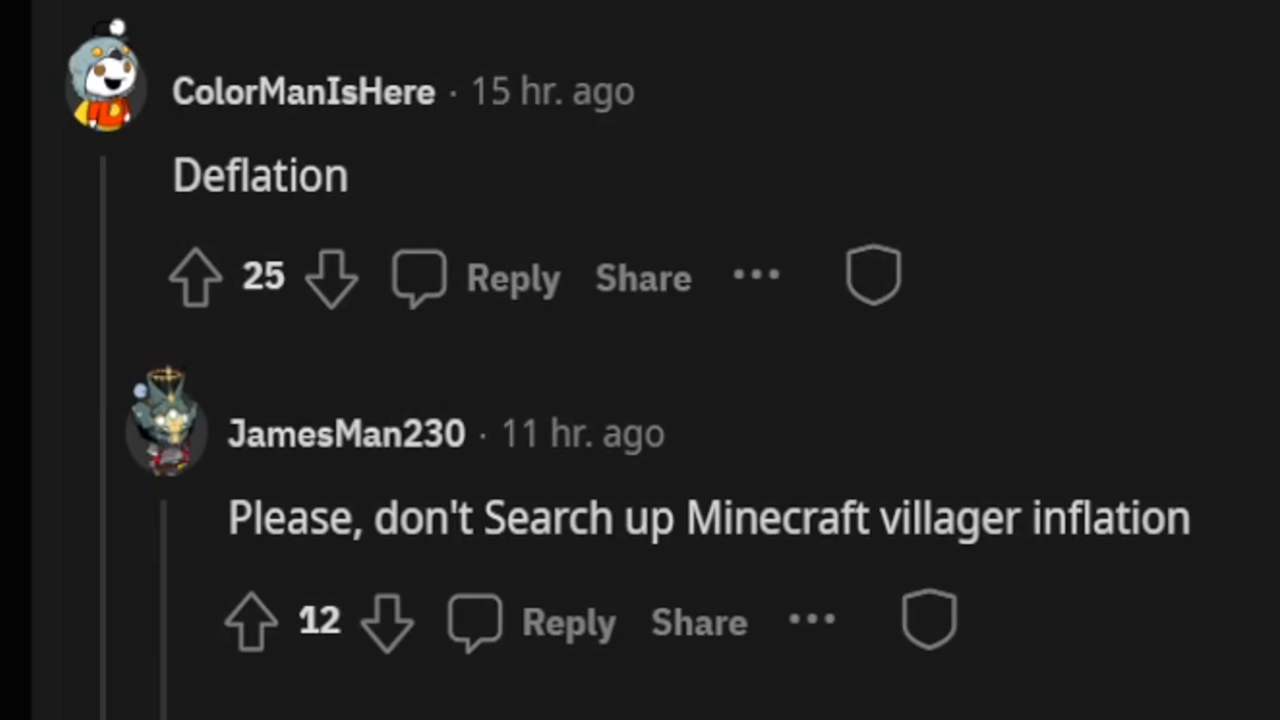 ColorManIsHere · 15 hr. ago
Deflation
25 Reply Share ···
JamesMan230 · 11 hr. ago
Please, don't Search up Minecraft villager inflation
12 Reply Share ···